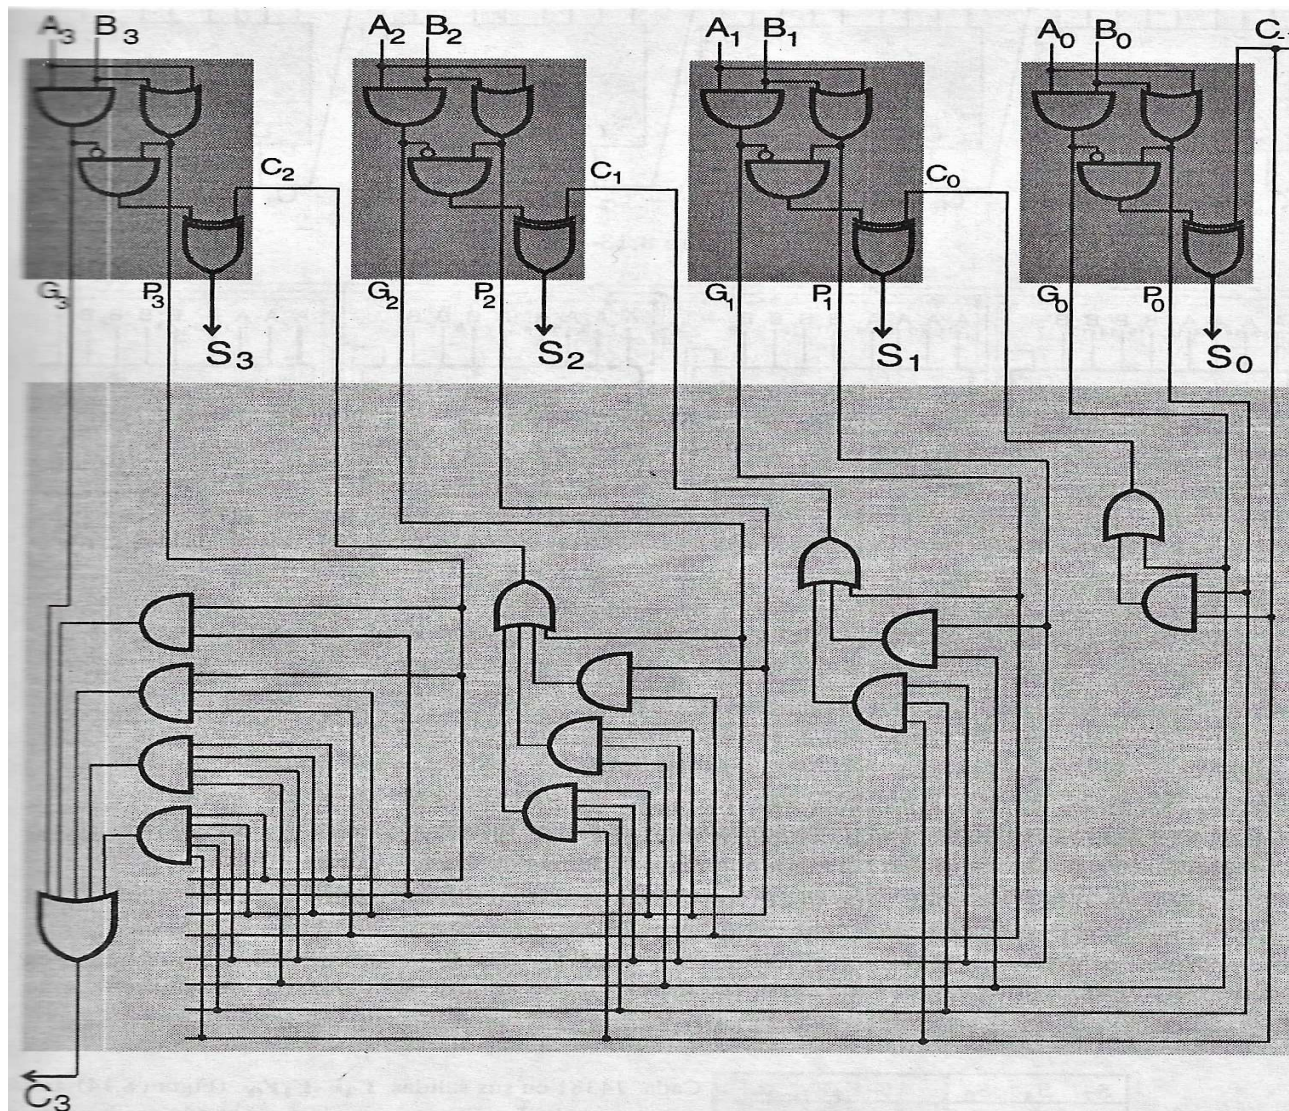 A₃ B₃ A₂ B₂ A₁ B₁ A₀ B₀ C₋₁
C₂ C₁ C₀
G₃ P₃ G₂ P₂ G₁ P₁ G₀ P₀
S₃ S₂ S₁ S₀
C₃